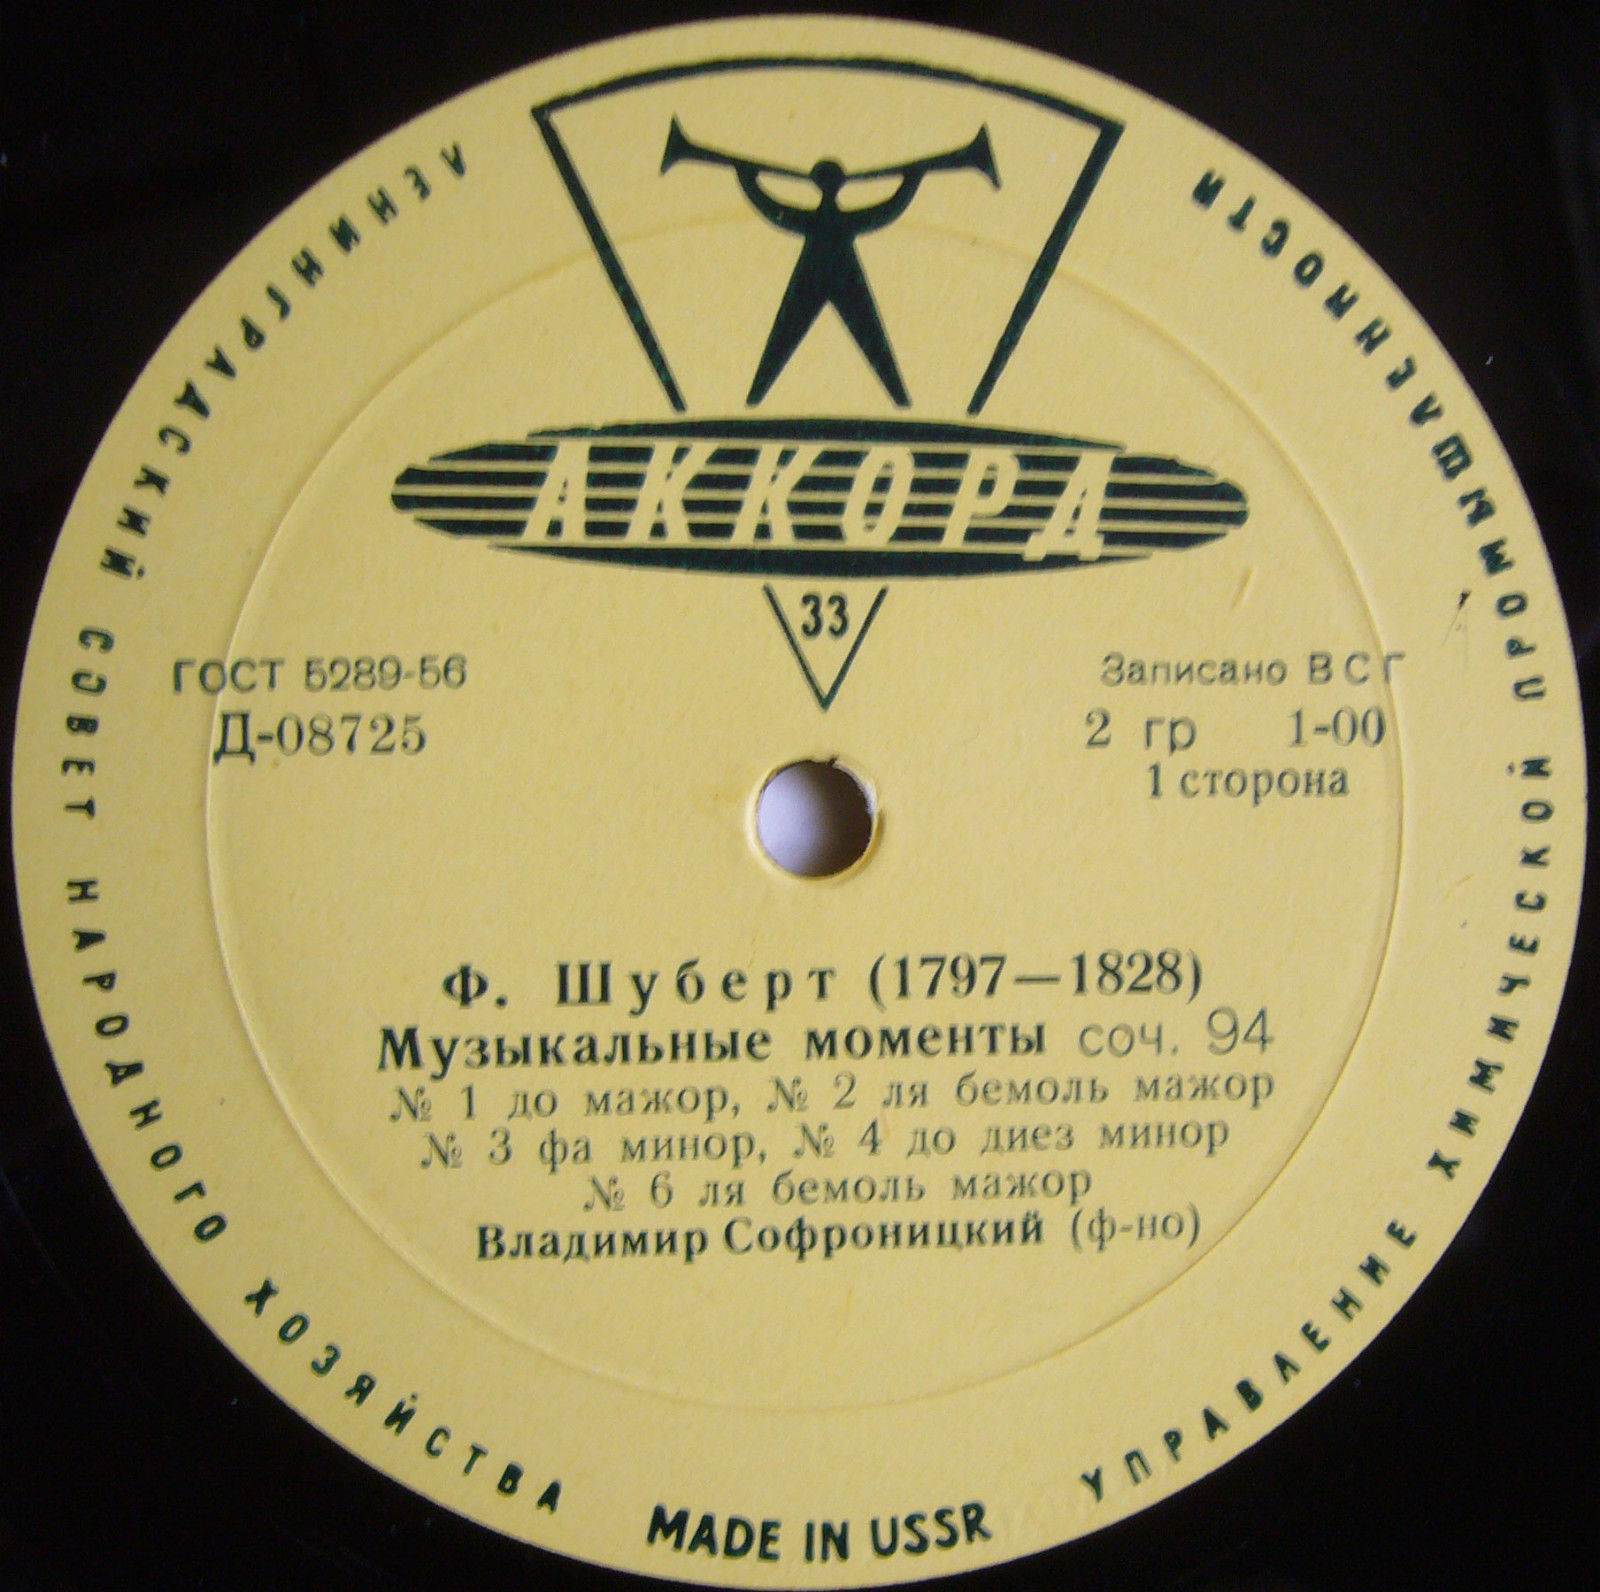 ЛЕНИНГРАДСКИЙ СОВЕТ НАРОДНОГО ХОЗЯЙСТВА
УПРАВЛЕНИЕ ХИМИЧЕСКОЙ ПРОМЫШЛЕННОСТИ
АККОРД
33
ГОСТ 5289-56
Д-08725
Записано ВСГ
2 гр 1-00
1 сторона
Ф. Шуберт (1797—1828)
Музыкальные моменты соч. 94
№ 1 до мажор, № 2 ля бемоль мажор
№ 3 фа минор, № 4 до диез минор
№ 6 ля бемоль мажор
Владимир Софроницкий (ф-но)
MADE IN USSR